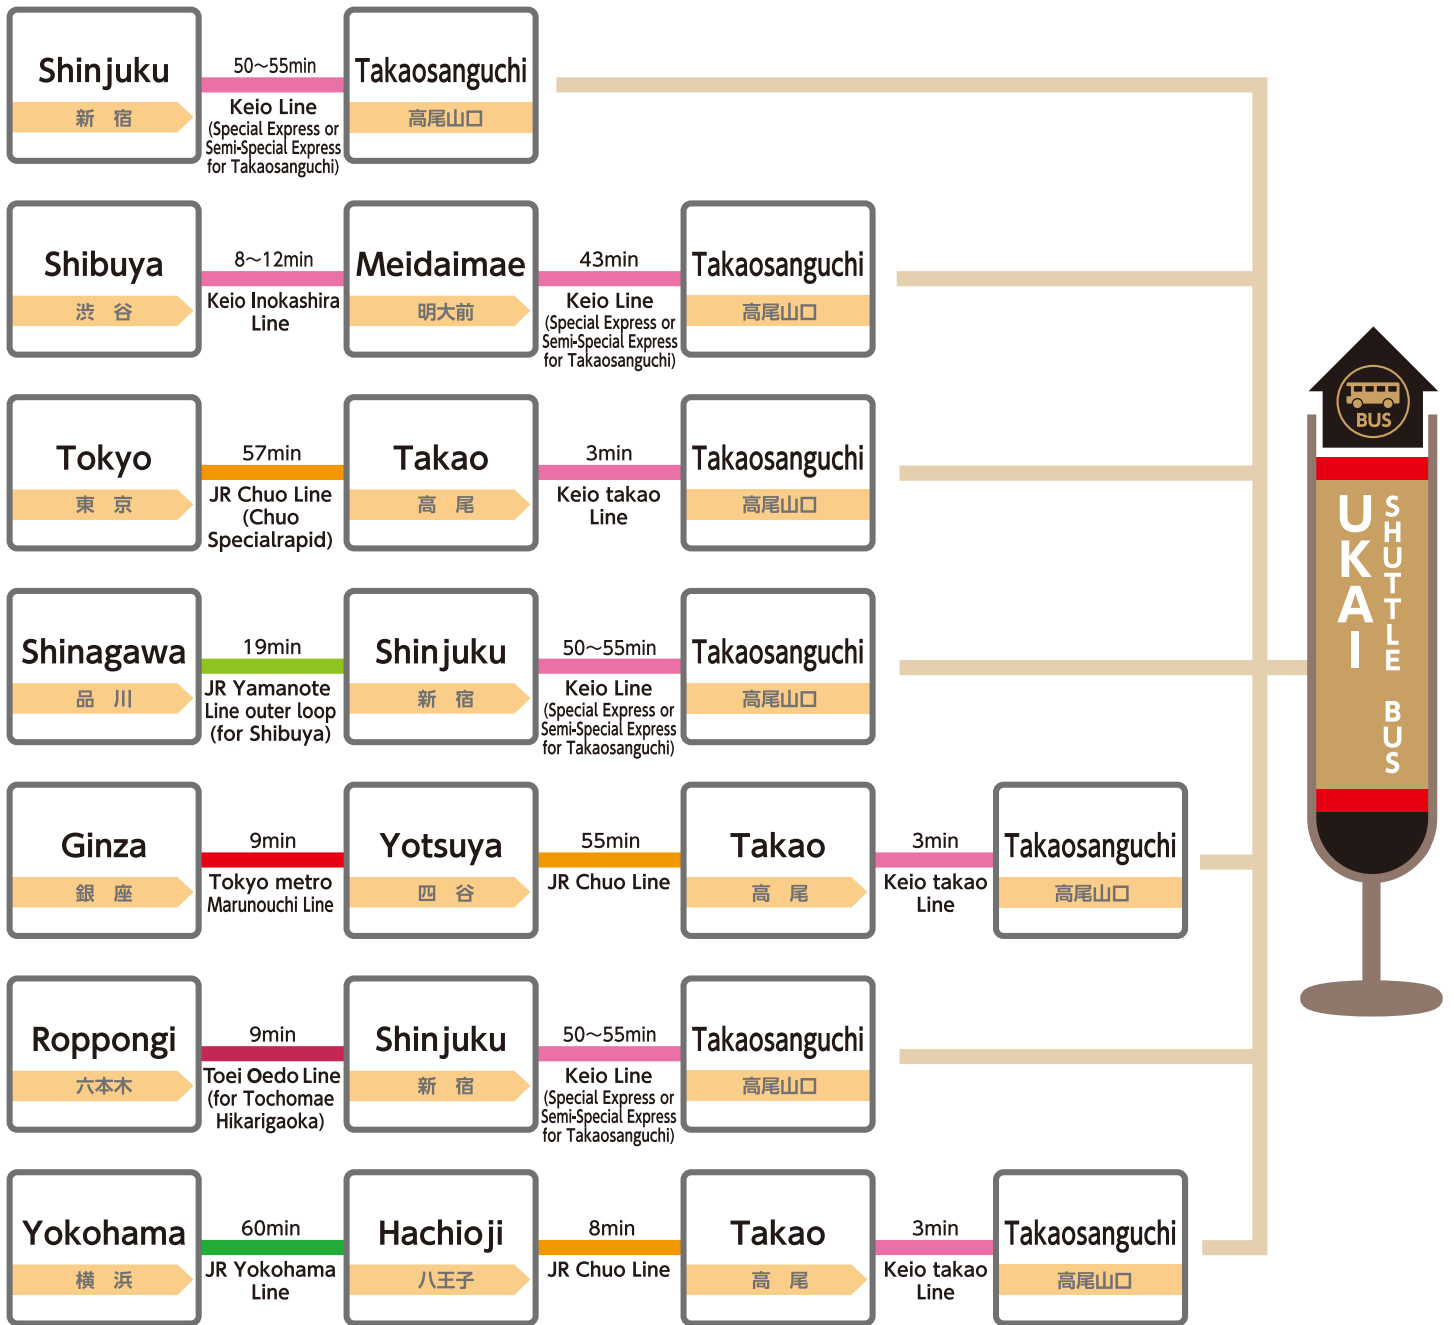 Shinjuku
新 宿
50～55min
Keio Line
(Special Express or
Semi-Special Express
for Takaosanguchi)
Takaosanguchi
高尾山口
Shibuya
渋 谷
8～12min
Keio Inokashira
Line
Meidaimae
明大前
43min
Keio Line
(Special Express or
Semi-Special Express
for Takaosanguchi)
Takaosanguchi
高尾山口
Tokyo
東 京
57min
JR Chuo Line
(Chuo
Specialrapid)
Takao
高 尾
3min
Keio takao
Line
Takaosanguchi
高尾山口
Shinagawa
品 川
19min
JR Yamanote
Line outer loop
(for Shibuya)
Shinjuku
新 宿
50～55min
Keio Line
(Special Express or
Semi-Special Express
for Takaosanguchi)
Takaosanguchi
高尾山口
Ginza
銀 座
9min
Tokyo metro
Marunouchi Line
Yotsuya
四 谷
55min
JR Chuo Line
Takao
高 尾
3min
Keio takao
Line
Takaosanguchi
高尾山口
Roppongi
六本木
9min
Toei Oedo Line
(for Tochomae
Hikarigaoka)
Shinjuku
新 宿
50～55min
Keio Line
(Special Express or
Semi-Special Express
for Takaosanguchi)
Takaosanguchi
高尾山口
Yokohama
横 浜
60min
JR Yokohama
Line
Hachioji
八王子
8min
JR Chuo Line
Takao
高 尾
3min
Keio takao
Line
Takaosanguchi
高尾山口
BUS
UKAI
SHUTTLE BUS